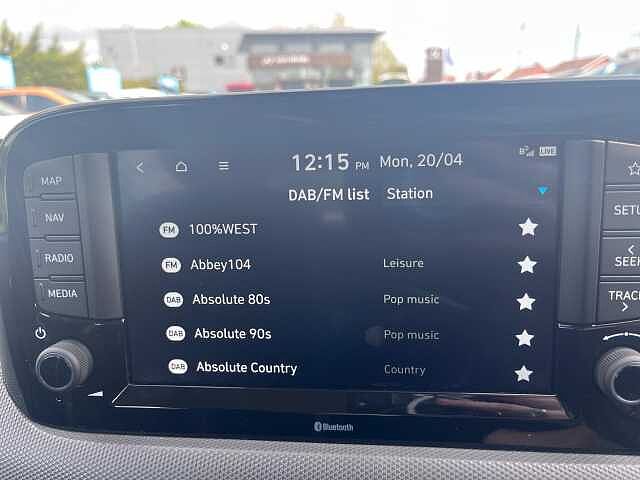 12:15 PM Mon, 20/04 LIVE
DAB/FM list Station
MAP
NAV
RADIO
MEDIA
FM 100%WEST
FM Abbey104 Leisure
DAB Absolute 80s Pop music
DAB Absolute 90s Pop music
DAB Absolute Country Country
SETU
SEEK
TRACK
Bluetooth